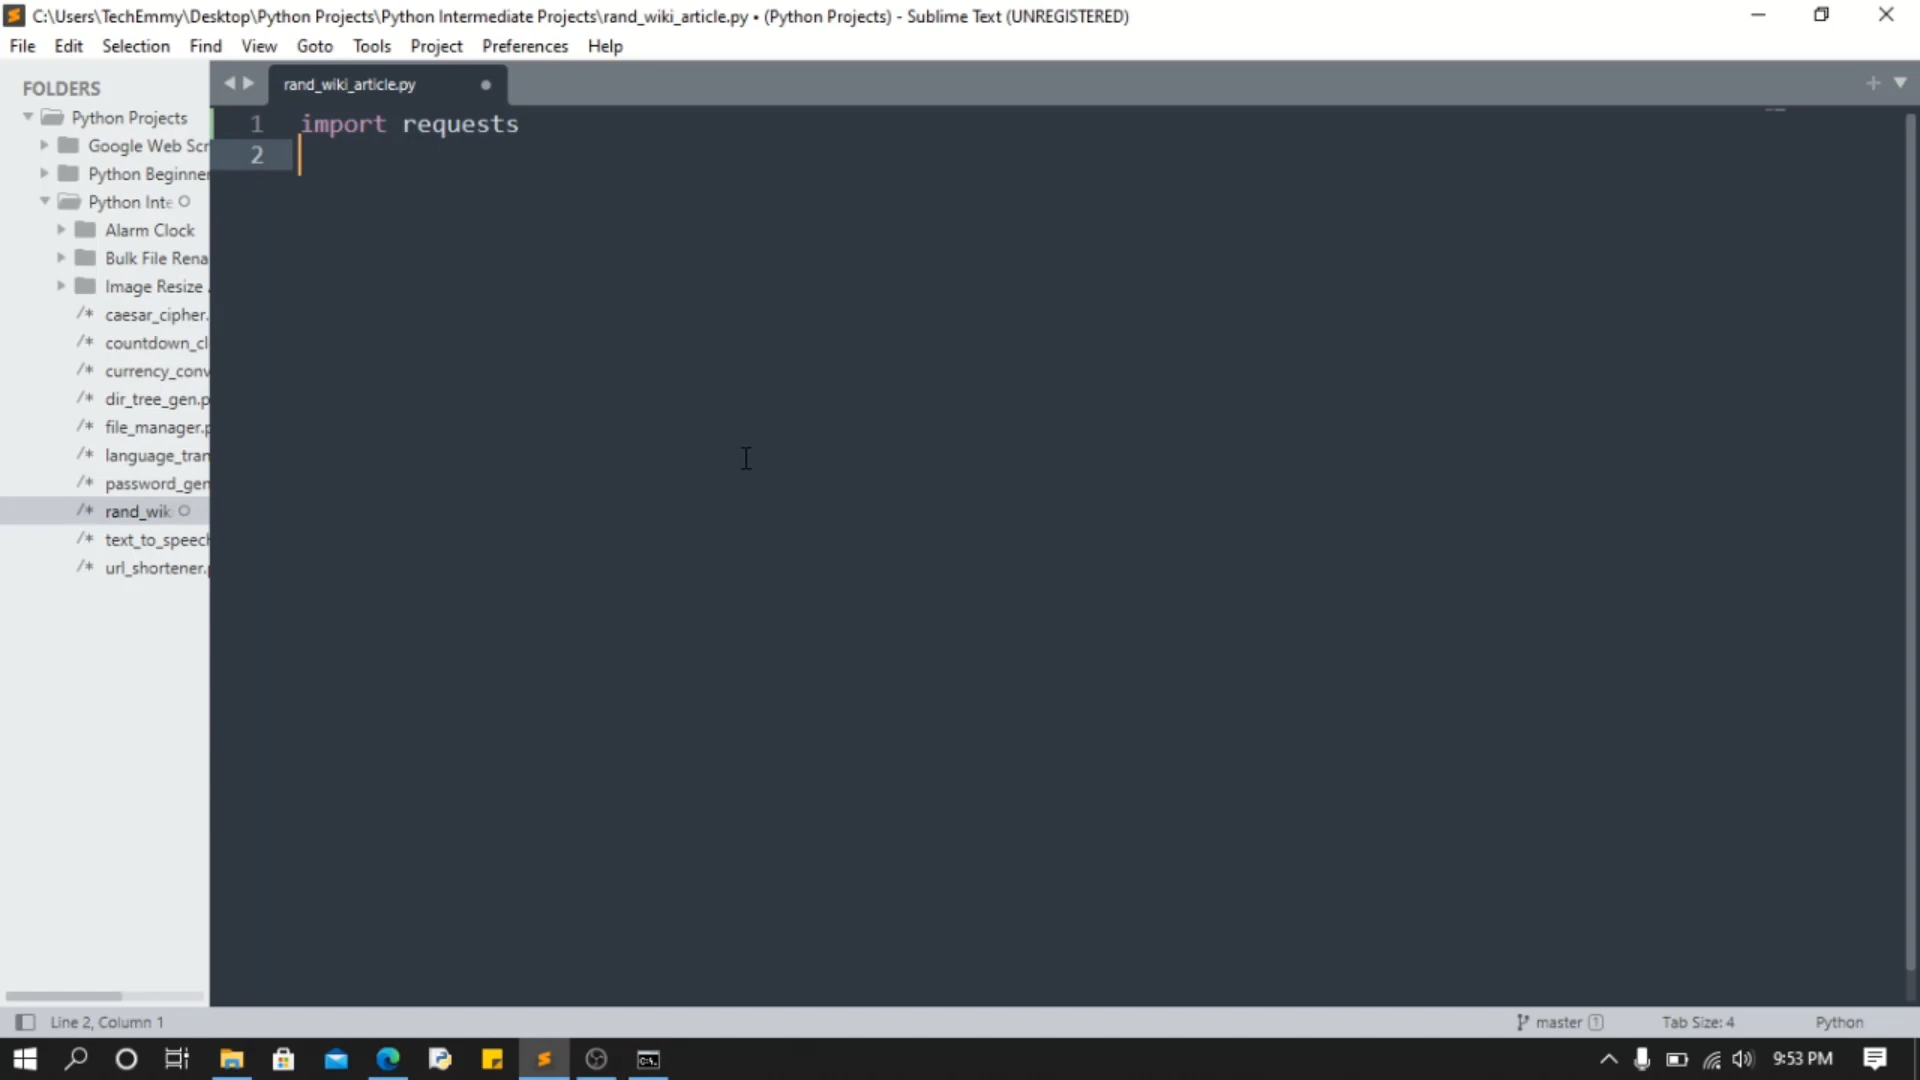 C:\Users\TechEmmy\Desktop\Python Projects\Python Intermediate Projects\rand_wiki_article.py • (Python Projects) - Sublime Text (UNREGISTERED)
File Edit Selection Find View Goto Tools Project Preferences Help
FOLDERS
Python Projects
Google Web Scr
Python Beginner
Python Inte
Alarm Clock
Bulk File Rena
Image Resize
caesar_cipher.
countdown_cl
currency_conv
dir_tree_gen.p
file_manager.p
language_tran
password_gen
rand_wik
text_to_speech
url_shortener.p
rand_wiki_article.py
1 import requests
2
Line 2, Column 1
master 1
Tab Size: 4
Python
9:53 PM